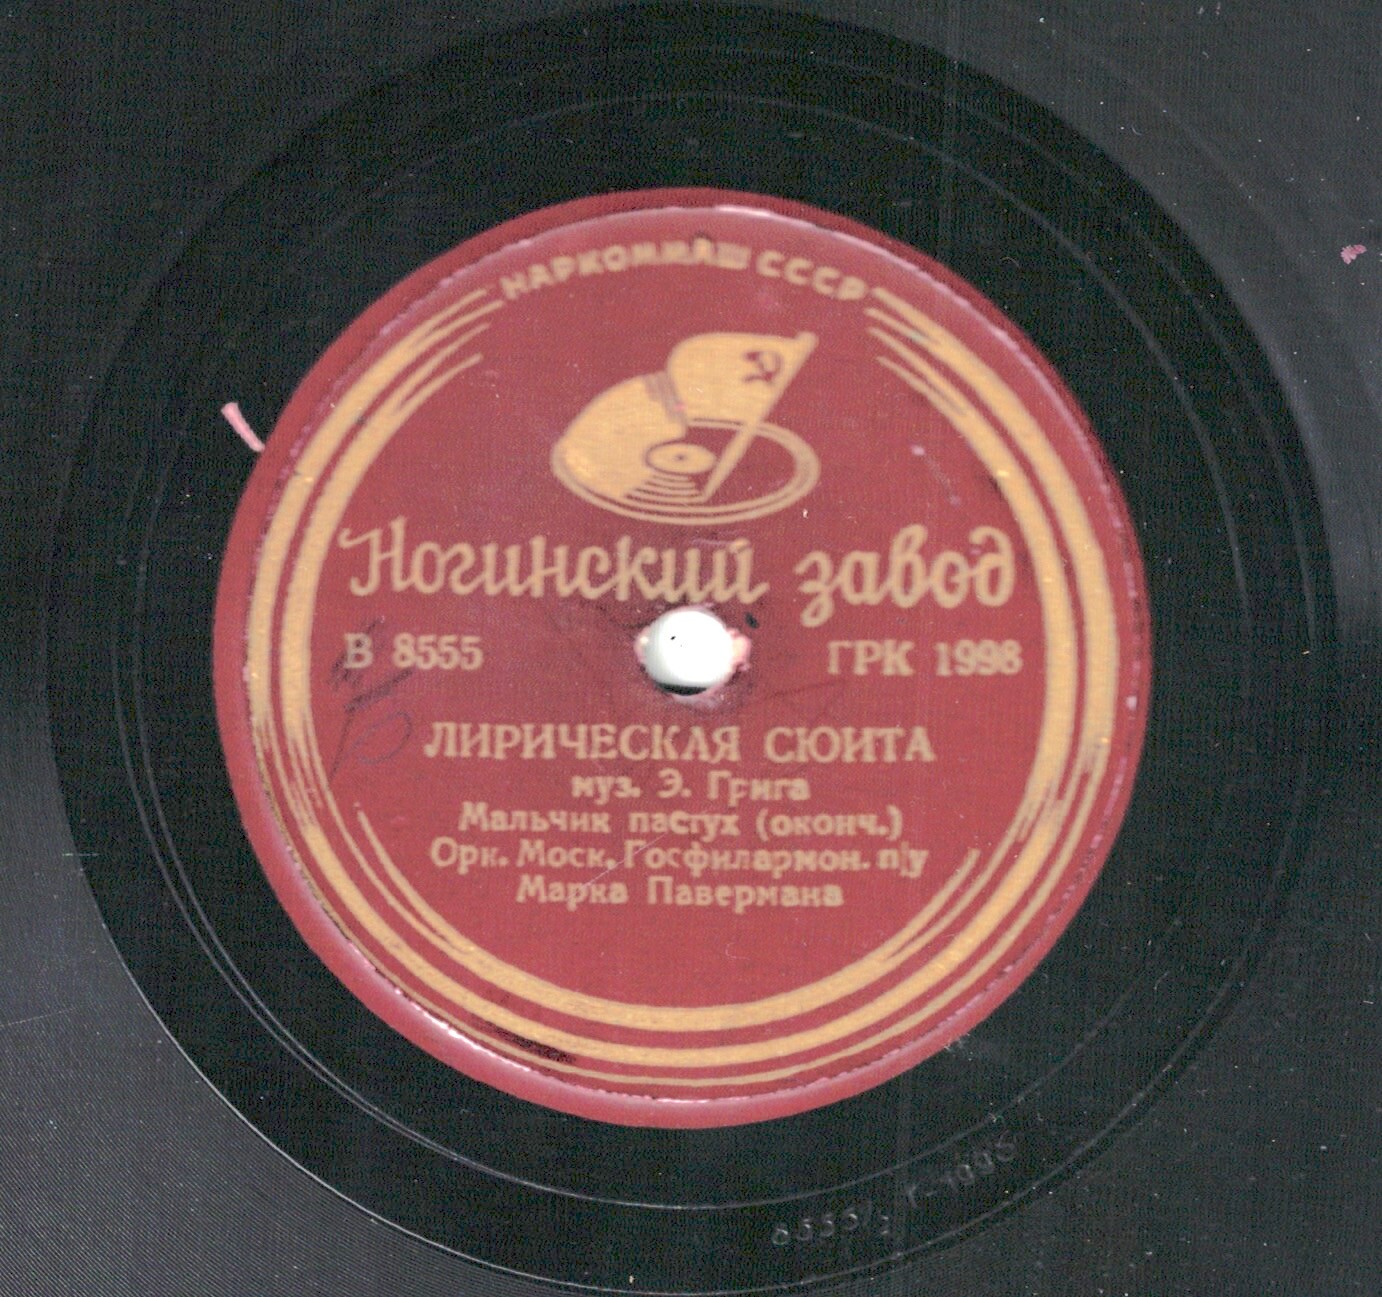 НАРКОММАШ СССР
Ногинский завод
В 8555 ГРК 1998
ЛИРИЧЕСКАЯ СЮИТА
муз. Э. Грига
Мальчик пастух (оконч.)
Орк. Моск. Госфилармон. п/у
Марка Павермана